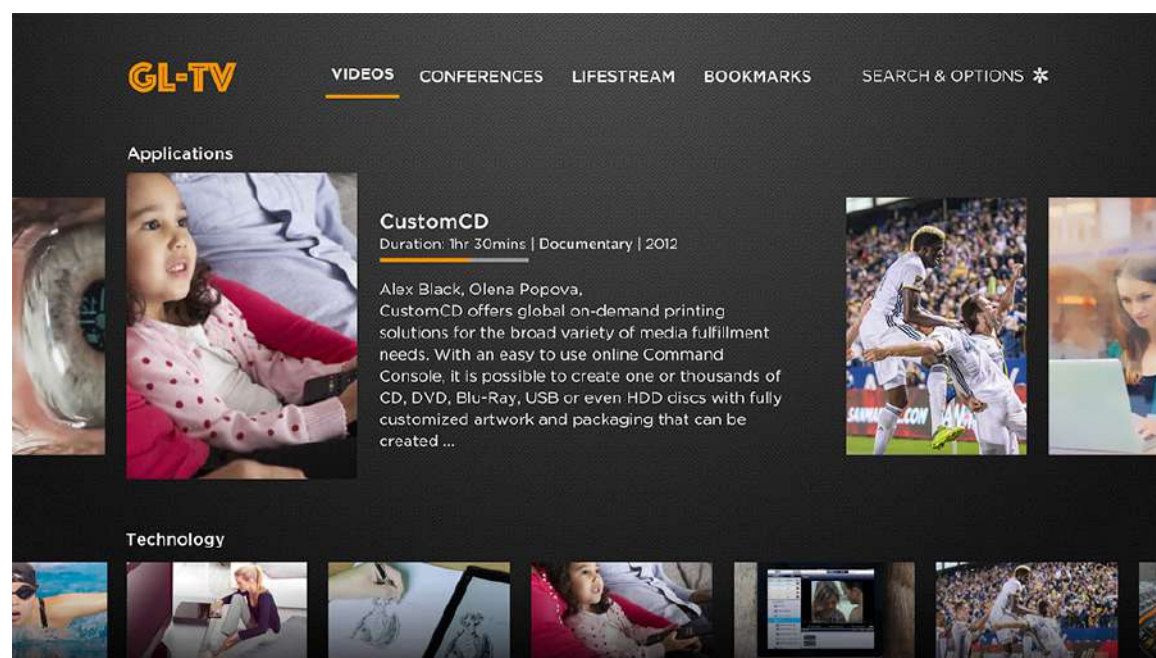 GL-TV
VIDEOS
CONFERENCES
LIFESTREAM
BOOKMARKS
SEARCH & OPTIONS *
Applications
CustomCD
Duration: 1hr 30mins | Documentary | 2012
Alex Black, Olena Popova,
CustomCD offers global on-demand printing
solutions for the broad variety of media fulfillment
needs. With an easy to use online Command
Console, it is possible to create one or thousands of
CD, DVD, Blu-Ray, USB or even HDD discs with fully
customized artwork and packaging that can be
created ...
Technology